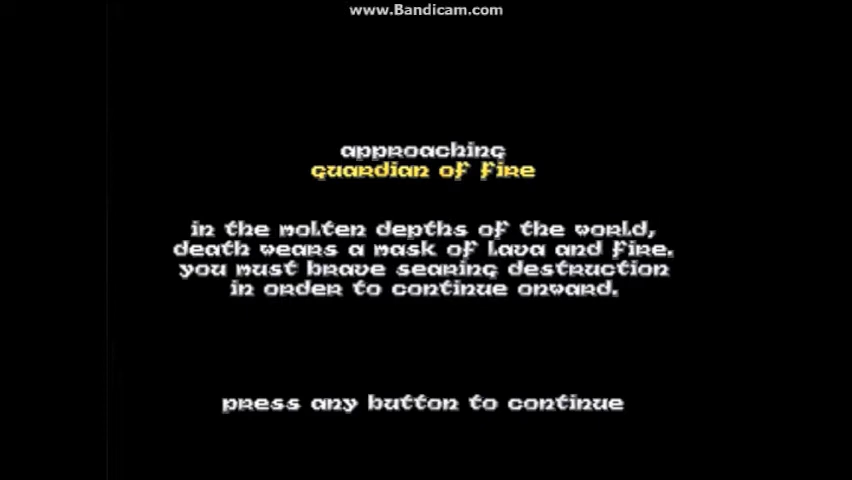 www.Bandicam.com
approaching
guardian of fire
in the molten depths of the world,
death wears a mask of lava and fire.
you must brave searing destruction
in order to continue onward.
press any button to continue